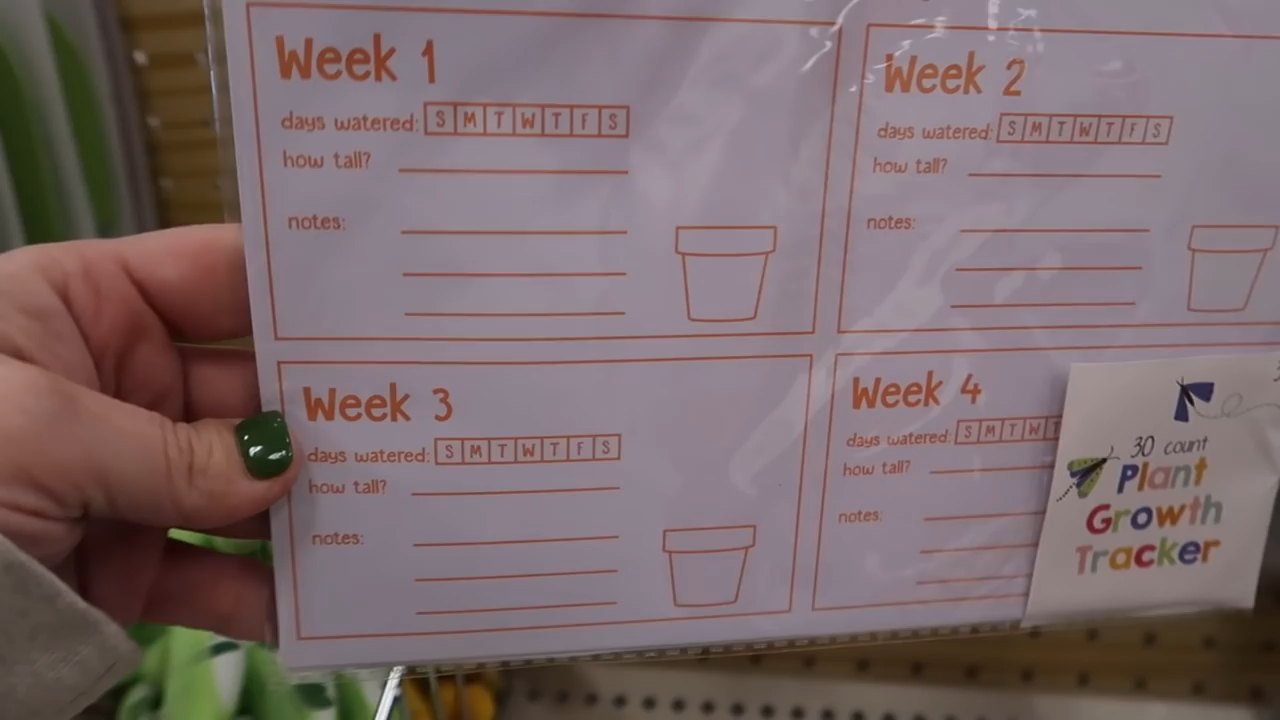 Week 1
days watered: S M T W T F S
how tall?
notes:
Week 2
days watered: S M T W T F S
how tall?
notes:
Week 3
days watered: S M T W T F S
how tall?
notes:
Week 4
days watered: S M T W T
how tall?
notes:
30 count
Plant
Growth
Tracker